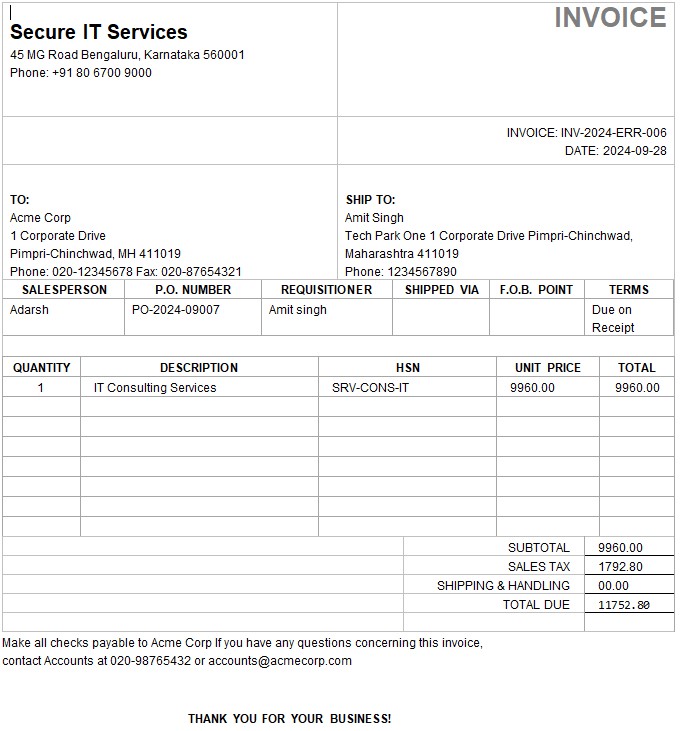 INVOICE
Secure IT Services
45 MG Road Bengaluru, Karnataka 560001
Phone: +91 80 6700 9000
INVOICE: INV-2024-ERR-006
DATE: 2024-09-28
TO:
Acme Corp
1 Corporate Drive
Pimpri-Chinchwad, MH 411019
Phone: 020-12345678 Fax: 020-87654321
SHIP TO:
Amit Singh
Tech Park One 1 Corporate Drive Pimpri-Chinchwad,
Maharashtra 411019
Phone: 1234567890
SALESPERSON P.O. NUMBER REQUISITIONER SHIPPED VIA F.O.B. POINT TERMS
Adarsh PO-2024-09007 Amit singh Due on
Receipt
QUANTITY DESCRIPTION HSN UNIT PRICE TOTAL
1 IT Consulting Services SRV-CONS-IT 9960.00 9960.00
SUBTOTAL 9960.00
SALES TAX 1792.80
SHIPPING & HANDLING 00.00
TOTAL DUE 11752.80
Make all checks payable to Acme Corp If you have any questions concerning this invoice,
contact Accounts at 020-98765432 or accounts@acmecorp.com
THANK YOU FOR YOUR BUSINESS!